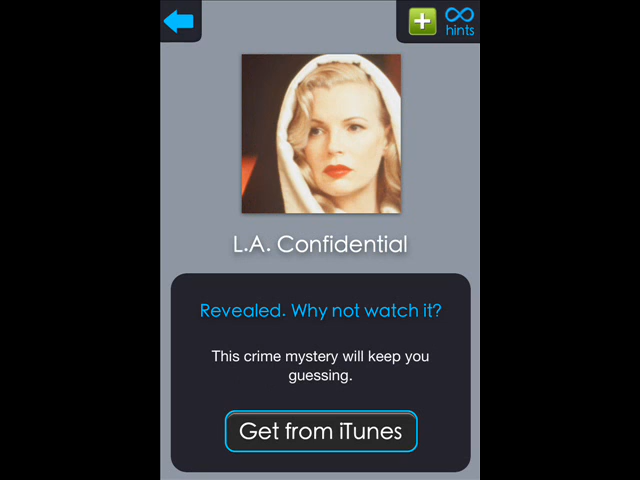 hints
L.A. Confidential
Revealed. Why not watch it?
This crime mystery will keep you
guessing.
Get from iTunes